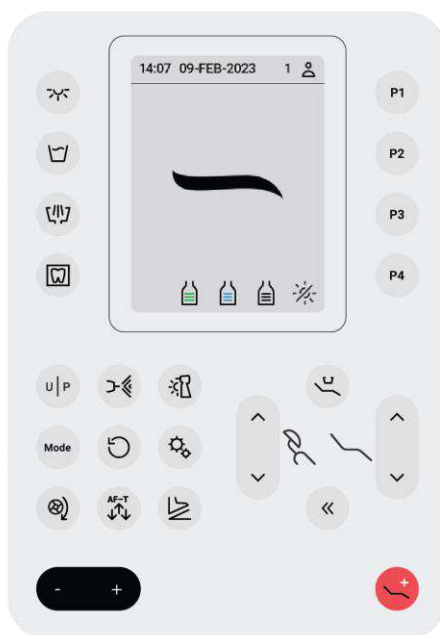 14:07 09-FEB-2023 1
P1
P2
P3
P4
U|P
Mode
AF-T
- +
+